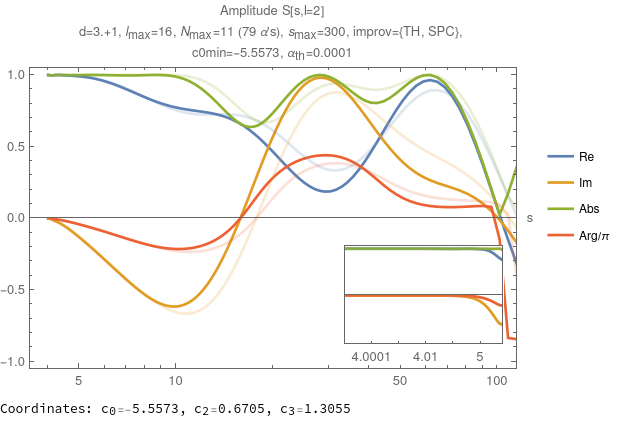 Amplitude S[s,l=2]
d=3.+1, lmax=16, Nmax=11 (79 α's), smax=300, improv={TH, SPC},
c0min=−5.5573, αth=0.0001
1.0
0.5
0.0
−0.5
−1.0
s
Re
Im
Abs
Arg/π
4.0001 4.01 5
5 10 50 100
Coordinates: c0=-5.5573, c2=0.6705, c3=1.3055